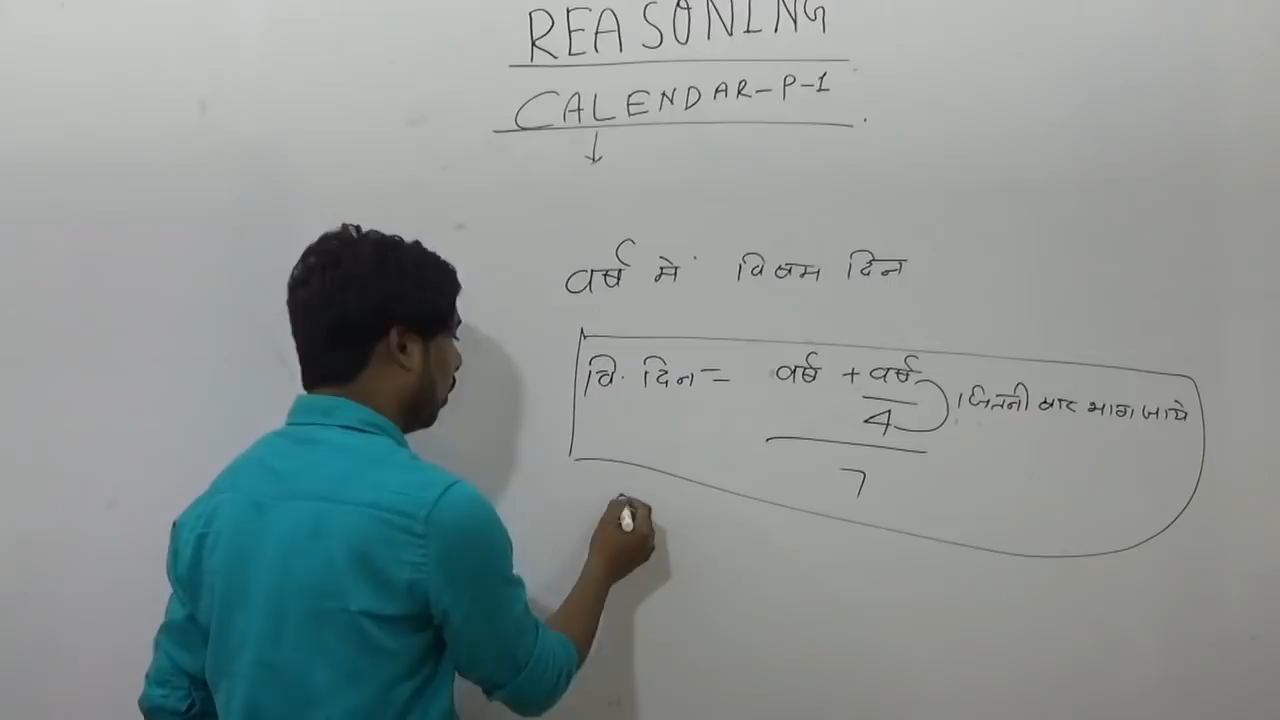 REASONING
CALENDAR-P-1
वर्ष मे विषम दिन
वि. दिन = वर्ष + वर्ष/4 जितनी बार भाग जाये
7